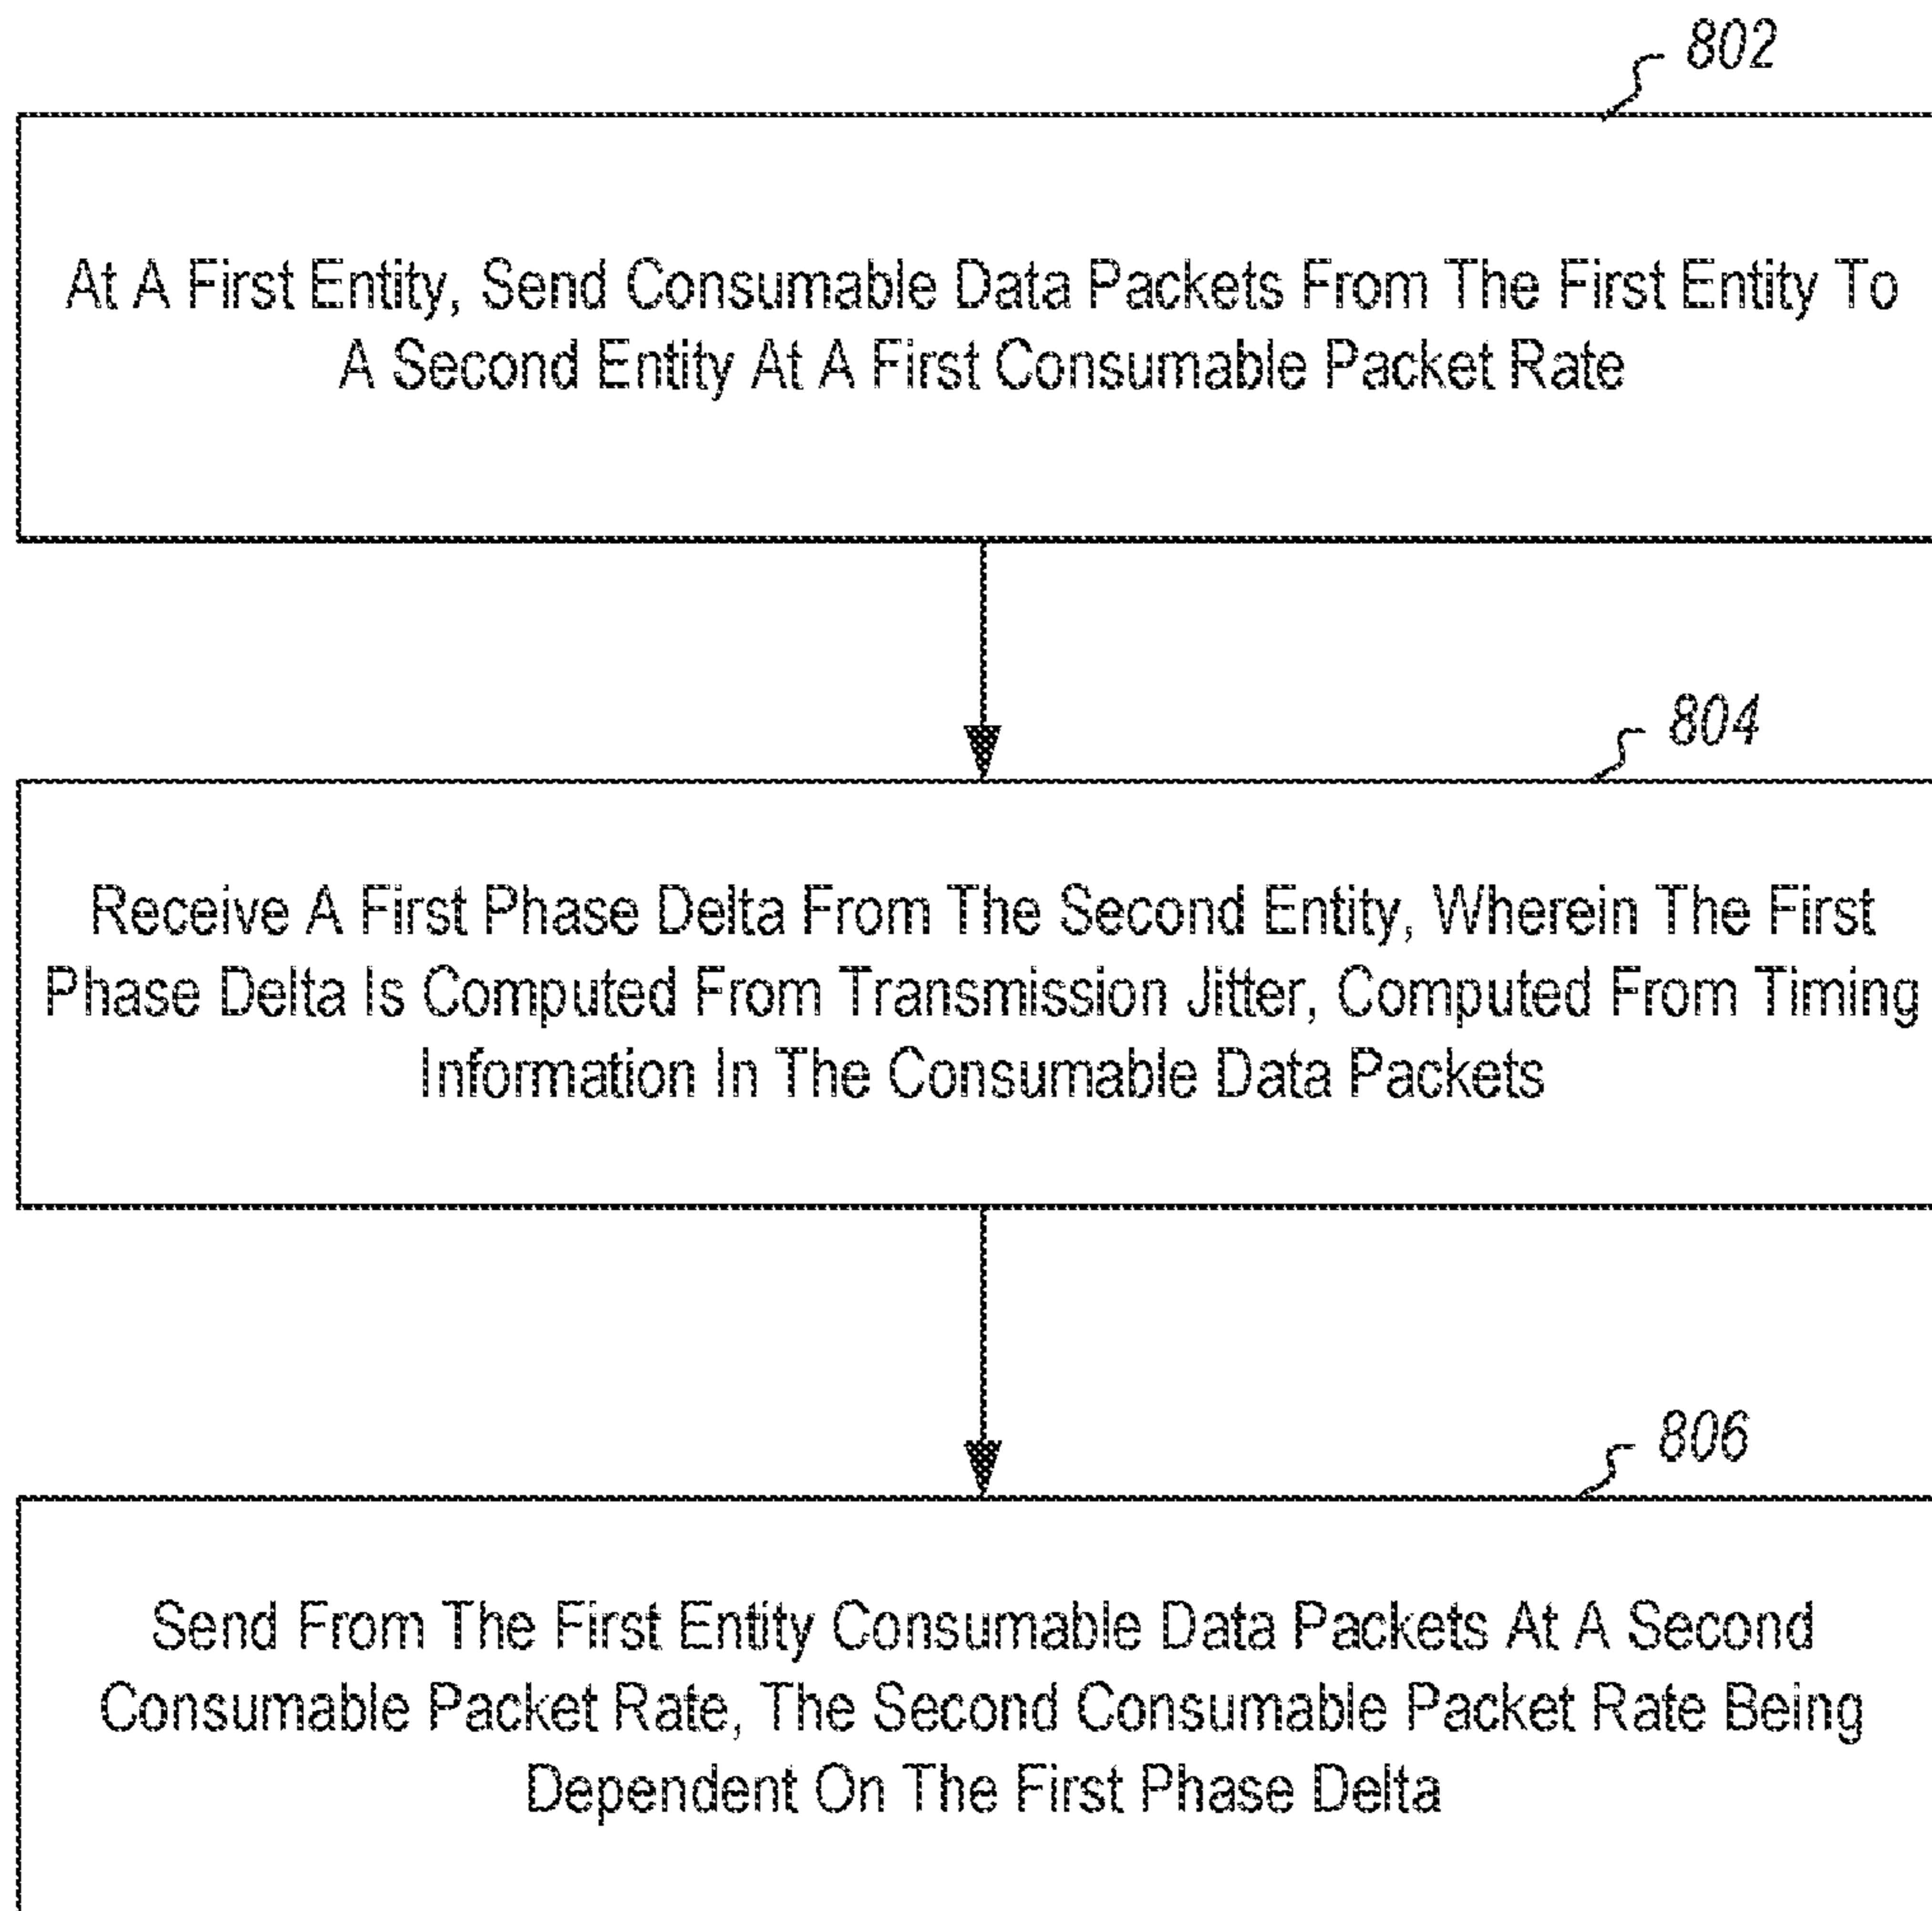 802
At A First Entity, Send Consumable Data Packets From The First Entity To
A Second Entity At A First Consumable Packet Rate
804
Receive A First Phase Delta From The Second Entity, Wherein The First
Phase Delta Is Computed From Transmission Jitter, Computed From Timing
Information In The Consumable Data Packets
806
Send From The First Entity Consumable Data Packets At A Second
Consumable Packet Rate, The Second Consumable Packet Rate Being
Dependent On The First Phase Delta